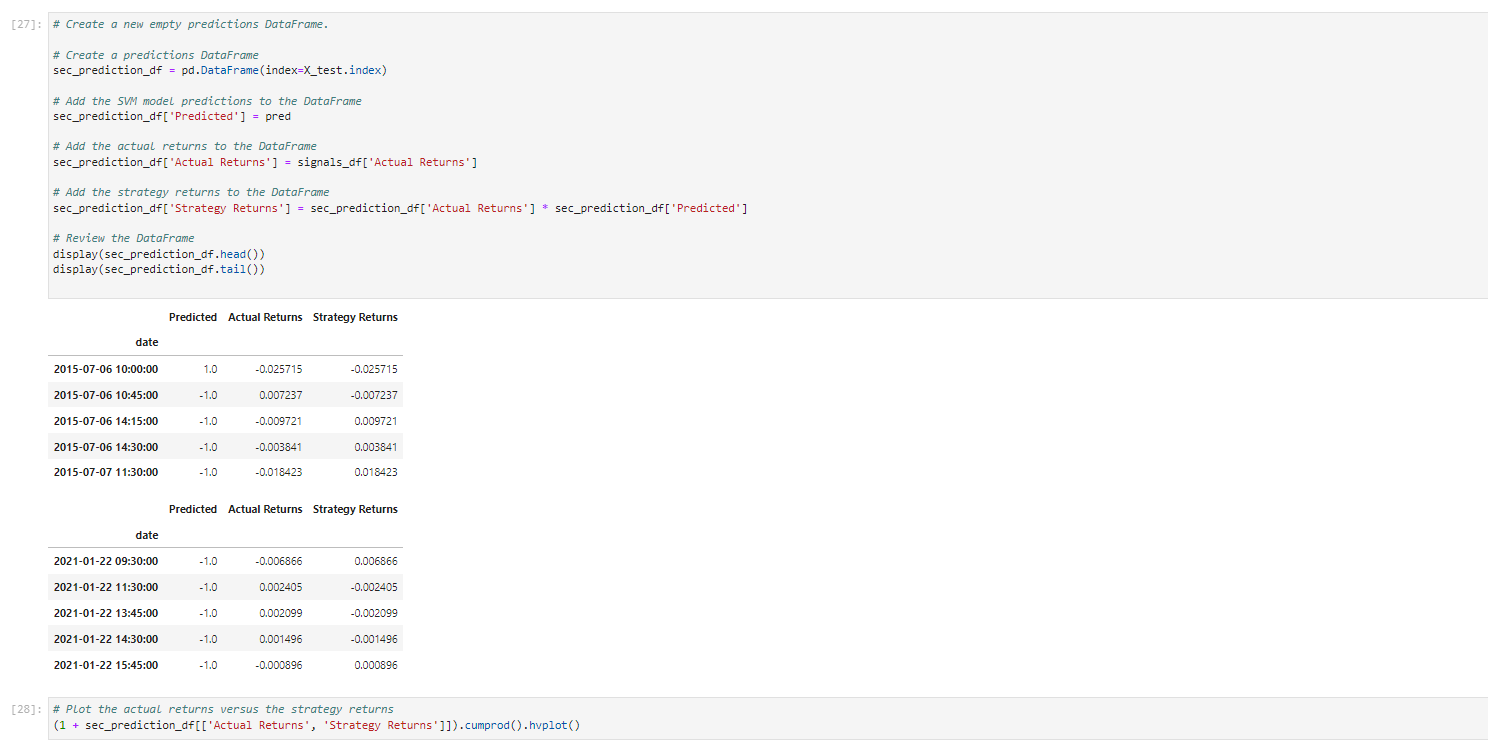 [27]: # Create a new empty predictions DataFrame.
# Create a predictions DataFrame
sec_prediction_df = pd.DataFrame(index=X_test.index)
# Add the SVM model predictions to the DataFrame
sec_prediction_df['Predicted'] = pred
# Add the actual returns to the DataFrame
sec_prediction_df['Actual Returns'] = signals_df['Actual Returns']
# Add the strategy returns to the DataFrame
sec_prediction_df['Strategy Returns'] = sec_prediction_df['Actual Returns'] * sec_prediction_df['Predicted']
# Review the DataFrame
display(sec_prediction_df.head())
display(sec_prediction_df.tail())
Predicted Actual Returns Strategy Returns
date
2015-07-06 10:00:00 1.0 -0.025715 -0.025715
2015-07-06 10:45:00 -1.0 0.007237 -0.007237
2015-07-06 14:15:00 -1.0 -0.009721 0.009721
2015-07-06 14:30:00 -1.0 -0.003841 0.003841
2015-07-07 11:30:00 -1.0 -0.018423 0.018423
Predicted Actual Returns Strategy Returns
date
2021-01-22 09:30:00 -1.0 -0.006866 0.006866
2021-01-22 11:30:00 -1.0 0.002405 -0.002405
2021-01-22 13:45:00 -1.0 0.002099 -0.002099
2021-01-22 14:30:00 -1.0 0.001496 -0.001496
2021-01-22 15:45:00 -1.0 -0.000896 0.000896
[28]: # Plot the actual returns versus the strategy returns
(1 + sec_prediction_df[['Actual Returns', 'Strategy Returns']]).cumprod().hvplot()